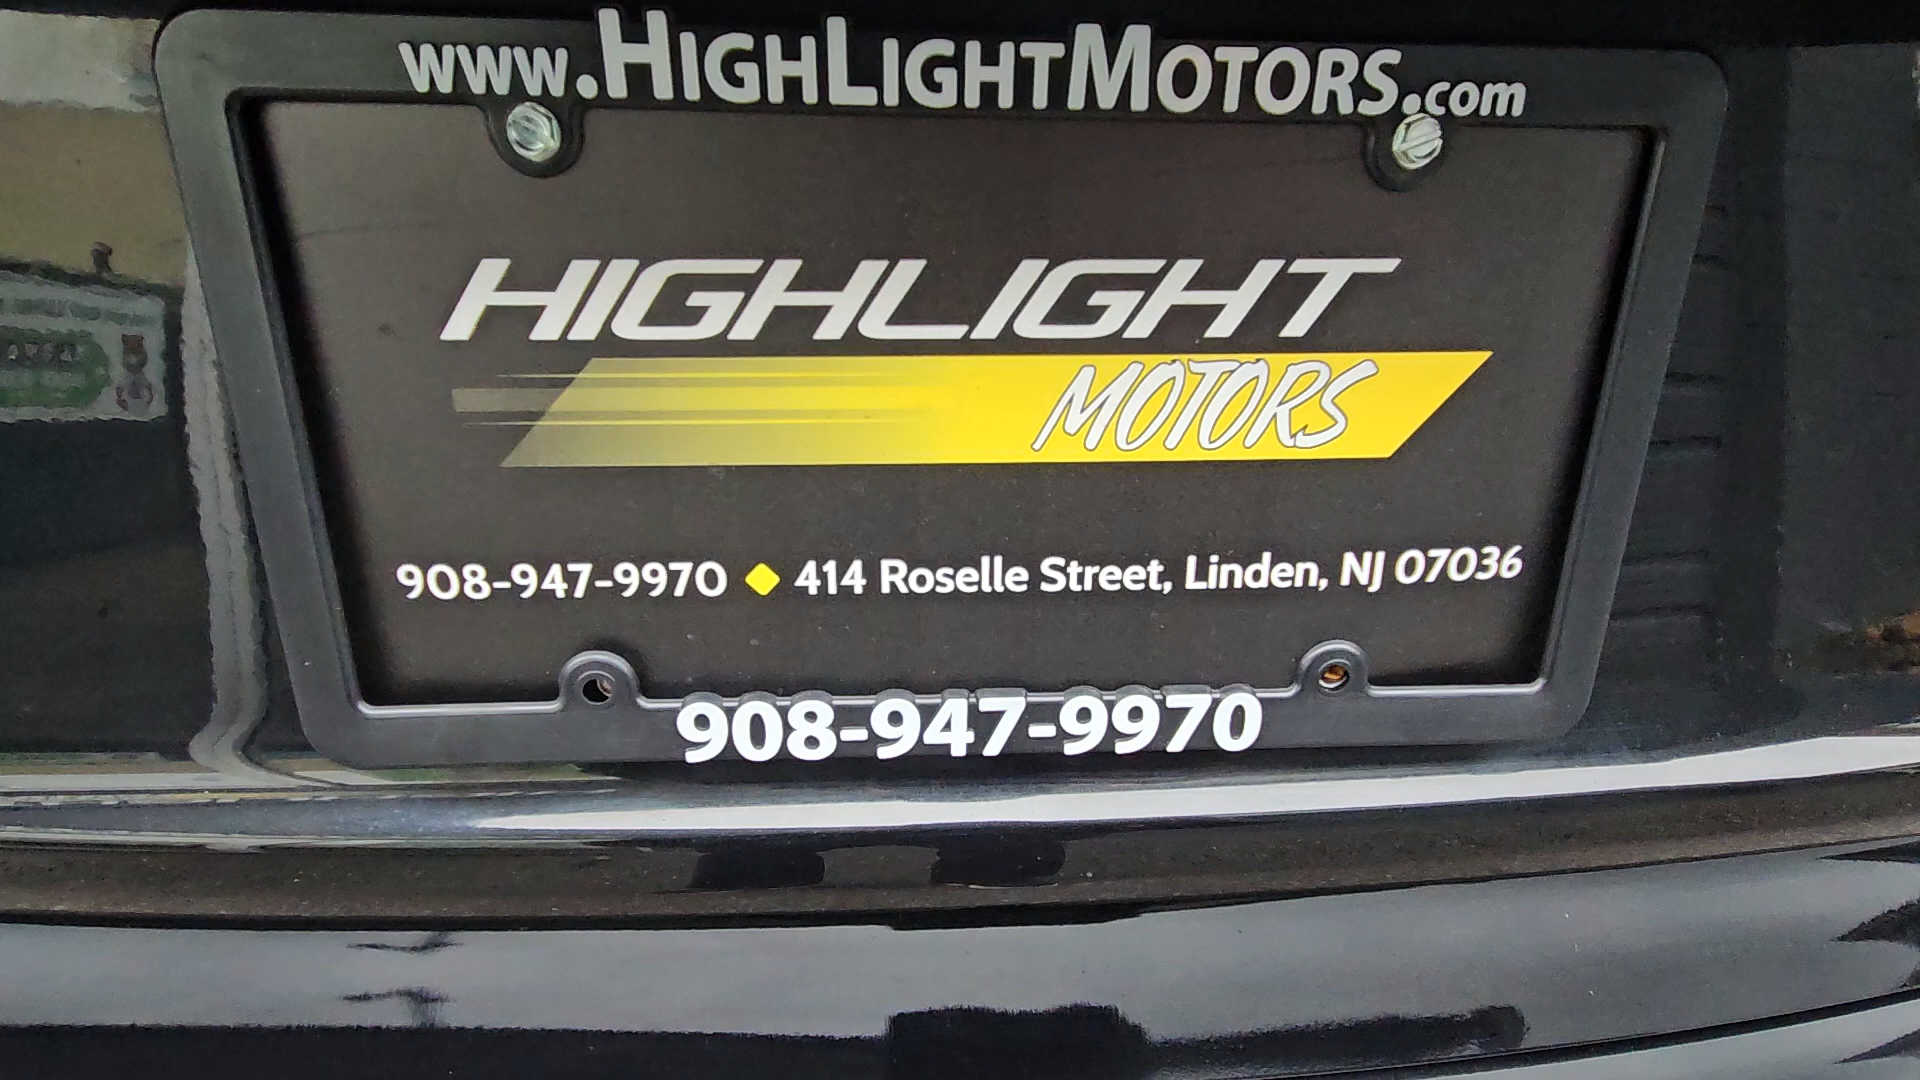 www.HIGHLIGHTMOTORS.com
HIGHLIGHT
MOTORS
908-947-9970 ◆ 414 Roselle Street, Linden, NJ 07036
908-947-9970